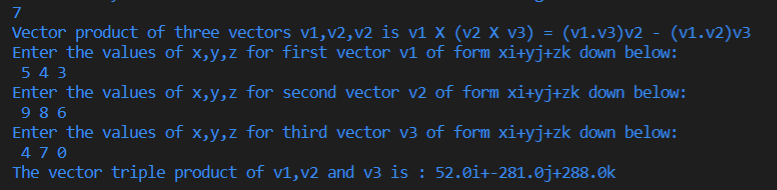 7
Vector product of three vectors v1,v2,v2 is v1 X (v2 X v3) = (v1.v3)v2 - (v1.v2)v3
Enter the values of x,y,z for first vector v1 of form xi+yj+zk down below:
5 4 3
Enter the values of x,y,z for second vector v2 of form xi+yj+zk down below:
9 8 6
Enter the values of x,y,z for third vector v3 of form xi+yj+zk down below:
4 7 0
The vector triple product of v1,v2 and v3 is : 52.0i+-281.0j+288.0k